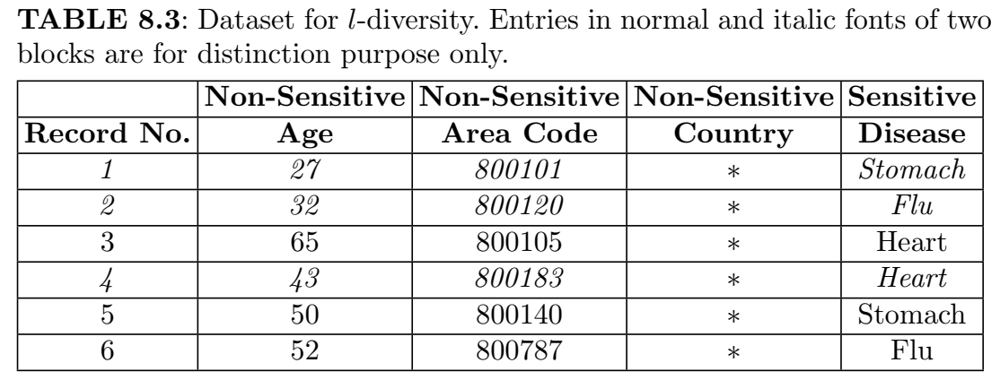 TABLE 8.3: Dataset for l-diversity. Entries in normal and italic fonts of two
blocks are for distinction purpose only.
Non-Sensitive Non-Sensitive Non-Sensitive Sensitive
Record No. Age Area Code Country Disease
1 27 800101 * Stomach
2 32 800120 * Flu
3 65 800105 * Heart
4 43 800183 * Heart
5 50 800140 * Stomach
6 52 800787 * Flu